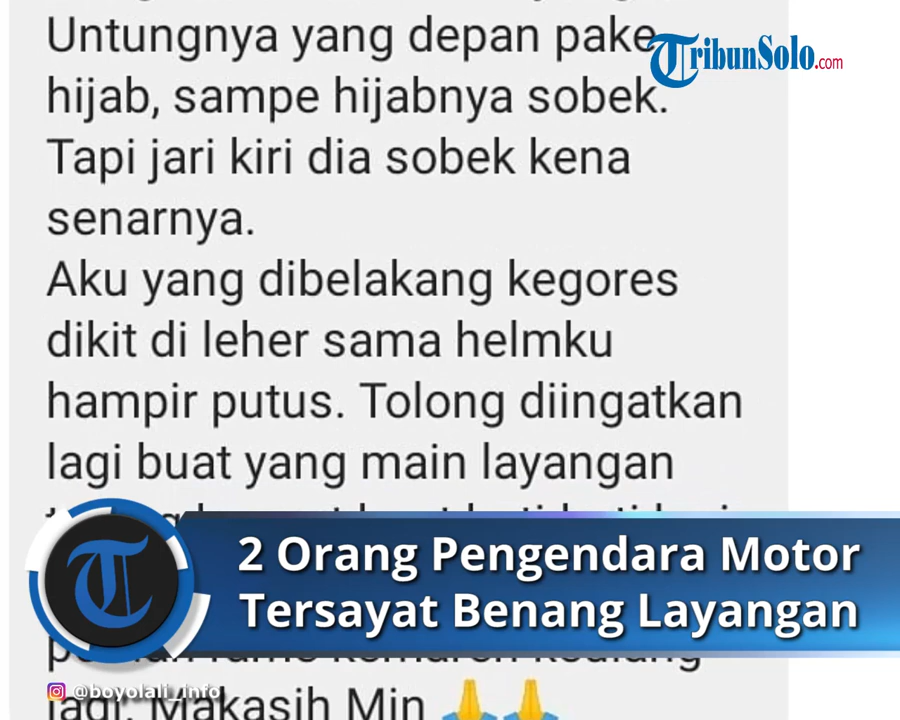 Untungnya yang depan pake
TribunSolo.com
hijab, sampe hijabnya sobek.
Tapi jari kiri dia sobek kena
senarnya.
Aku yang dibelakang kegores
dikit di leher sama helmku
hampir putus. Tolong diingatkan
lagi buat yang main layangan
2 Orang Pengendara Motor
Tersayat Benang Layangan
@boyolali_info
lagi. Makasih Min 🙏🙏